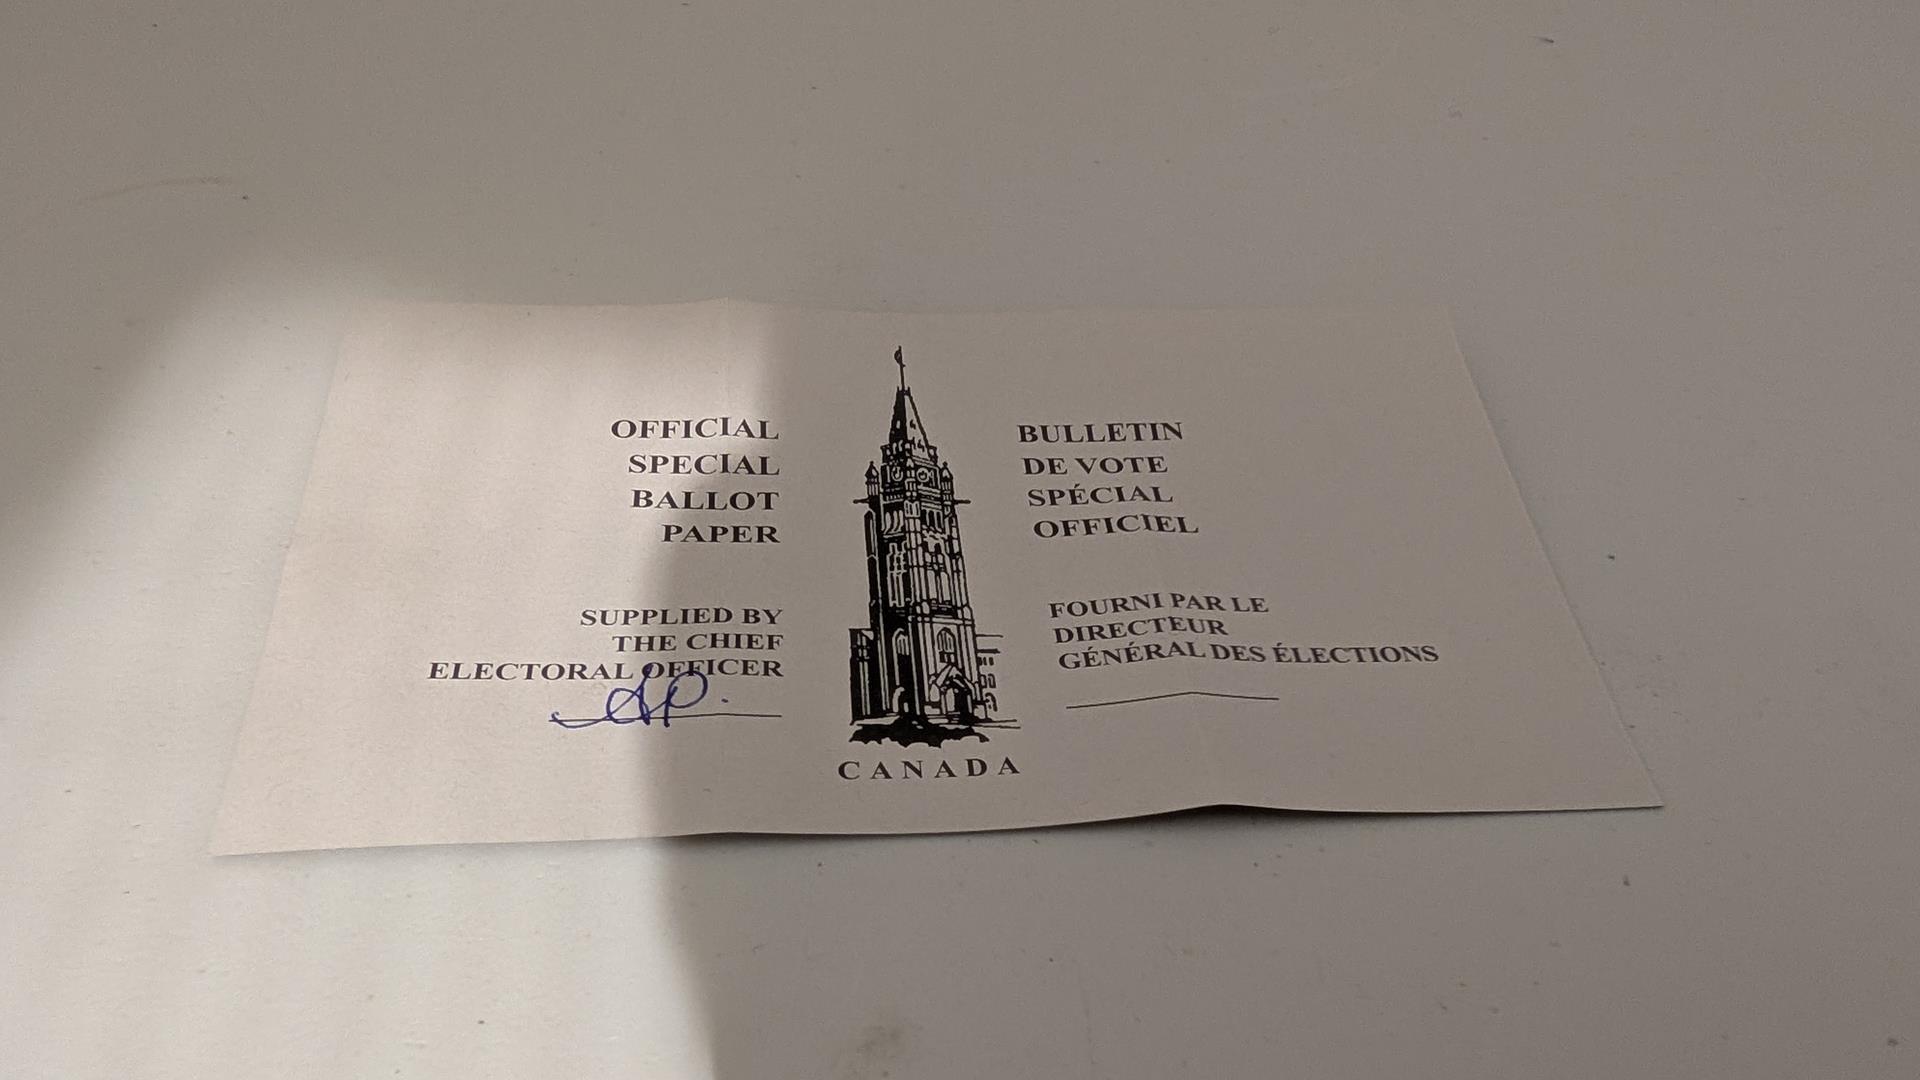 OFFICIAL
SPECIAL
BALLOT
PAPER
SUPPLIED BY
THE CHIEF
ELECTORAL OFFICER
CANADA
BULLETIN
DE VOTE
SPÉCIAL
OFFICIEL
FOURNI PAR LE
DIRECTEUR
GÉNÉRAL DES ÉLECTIONS